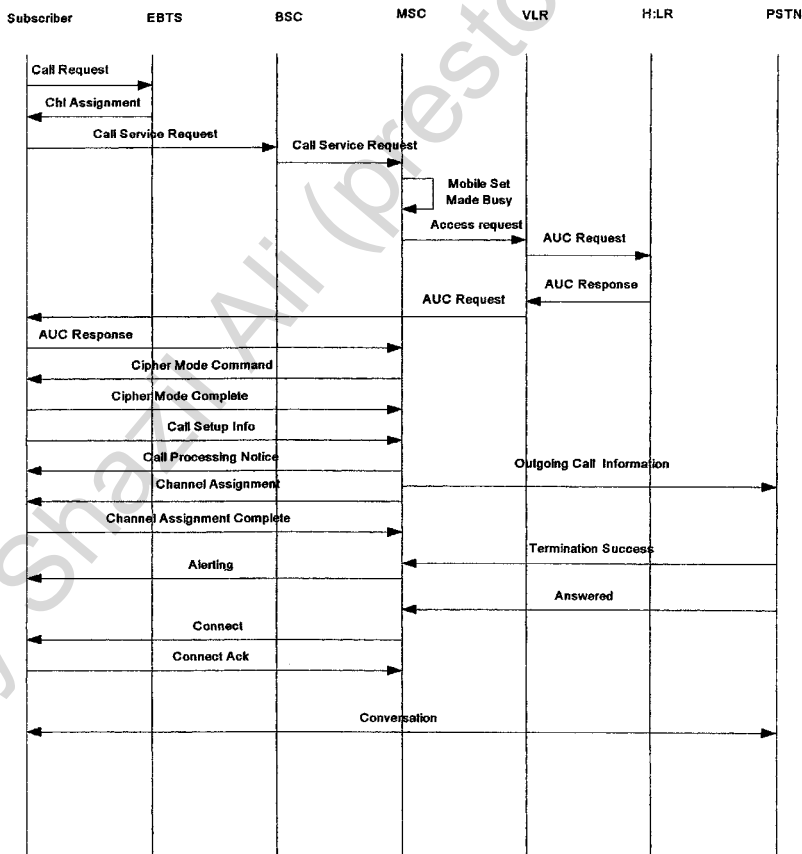 Subscriber EBTS BSC MSC VLR H:LR PSTN
Call Request
Chl Assignment
Call Service Request
Call Service Request
Mobile Set
Made Busy
Access request
AUC Request
AUC Response
AUC Request
AUC Response
Cipher Mode Command
Cipher Mode Complete
Call Setup Info
Call Processing Notice
Outgoing Call Information
Channel Assignment
Channel Assignment Complete
Termination Success
Alerting
Answered
Connect
Connect Ack
Conversation
y Shazil Ali (presto